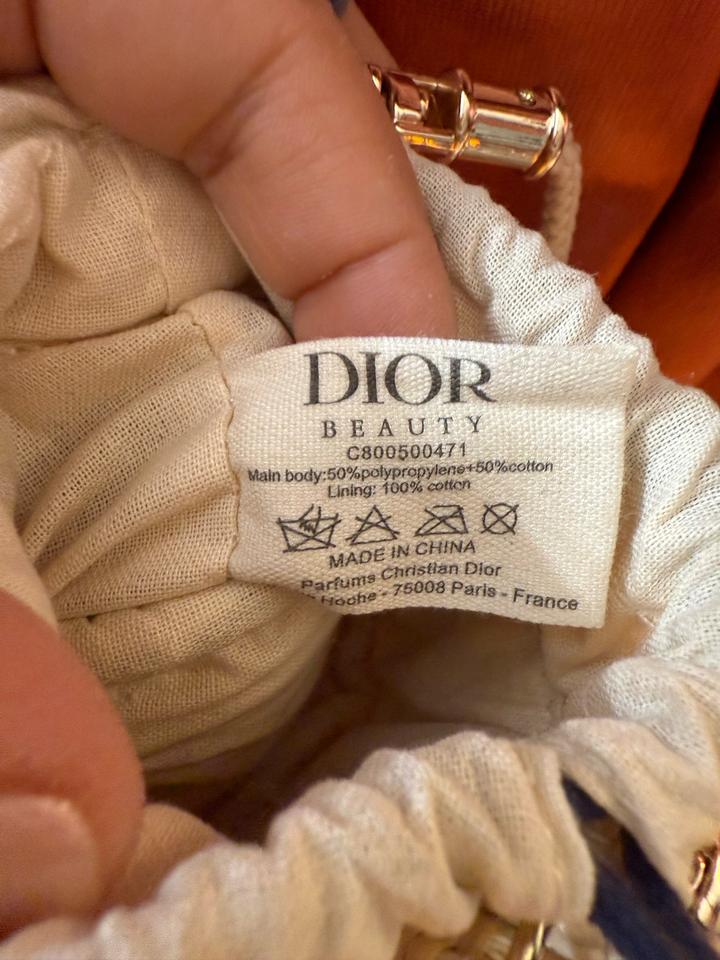 DIOR
BEAUTY
C800500471
Main body:50%polypropylene+50%cotton
Lining: 100% cotton
MADE IN CHINA
Parfums Christian Dior
Hoche - 75008 Paris - France